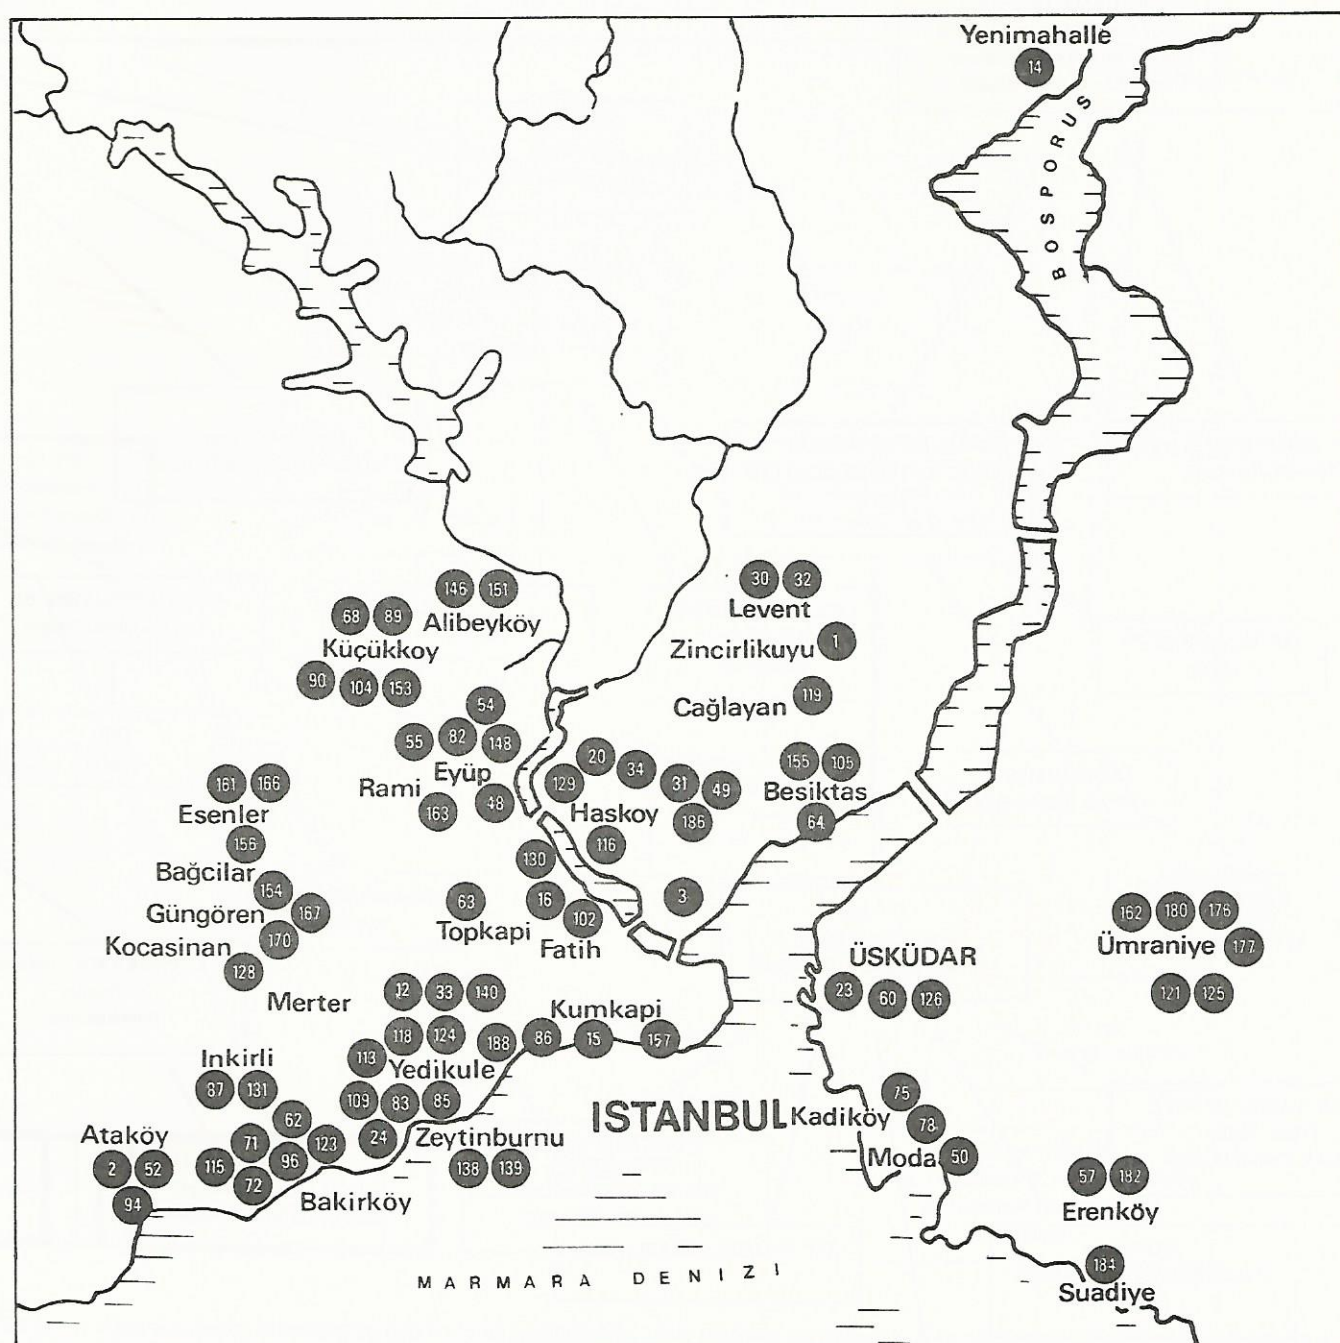 Yenimahalle
14
BOSPORUS
30 32
Levent
146 151
Alibeyköy
68 89
Küçükkoy
90 104 153
Zincirlikuyu 1
Cağlayan 119
54
55 82 148
Eyüp
Rami
163 48
20 34 31 49
129
Haskoy 186
116
155 105
Besiktas
64
161 166
Esenler
156
Bağcilar
154
Güngören 167
170
Kocasinan
128
Merter
130
63 16 102
Topkapi
Fatih
3
162 180 176
Ümraniye 177
121 125
ÜSKÜDAR
23 60 126
12 33 140
118 124 188
113
Yedikule
109 83 85
24
Kumkapi
86 15 157
Inkirli
87 131
62
71 123
115 96
72
Bakirköy
Ataköy
2 52
94
Zeytinburnu
138 139
ISTANBUL
Kadiköy 75
78
Moda 50
57 182
Erenköy
184
Suadiye
MARMARA DENIZI